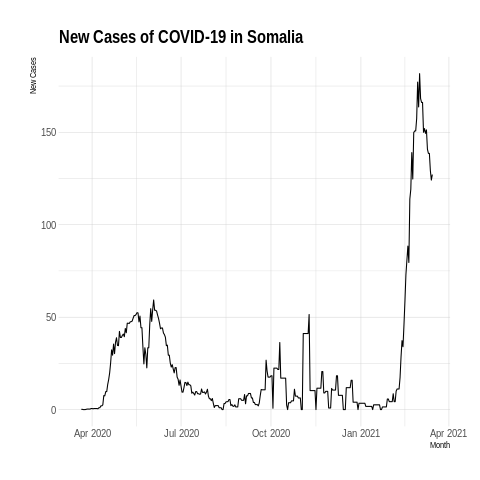 New Cases of COVID-19 in Somalia
New Cases
150
100
50
0
Apr 2020 Jul 2020 Oct 2020 Jan 2021 Apr 2021
Month